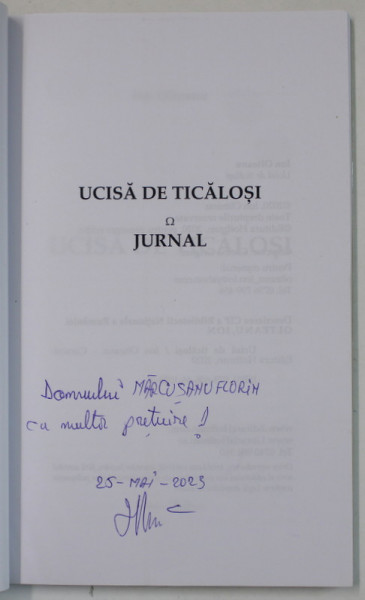 UCISĂ DE TICĂLOȘI
Ω
JURNAL
Domnului MĂRCUȘANU FLORIN
cu multă prețuire!
25-MAI-2023